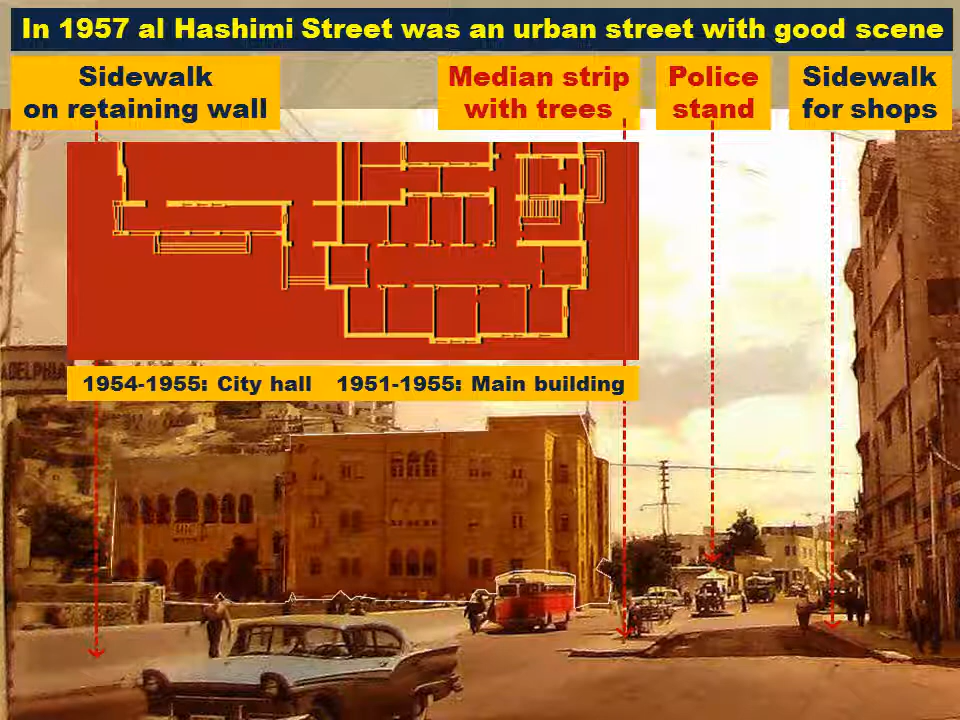 In 1957 al Hashimi Street was an urban street with good scene
Sidewalk
on retaining wall
Median strip
with trees
Police
stand
Sidewalk
for shops
ADELPHIA
1954-1955: City hall 1951-1955: Main building